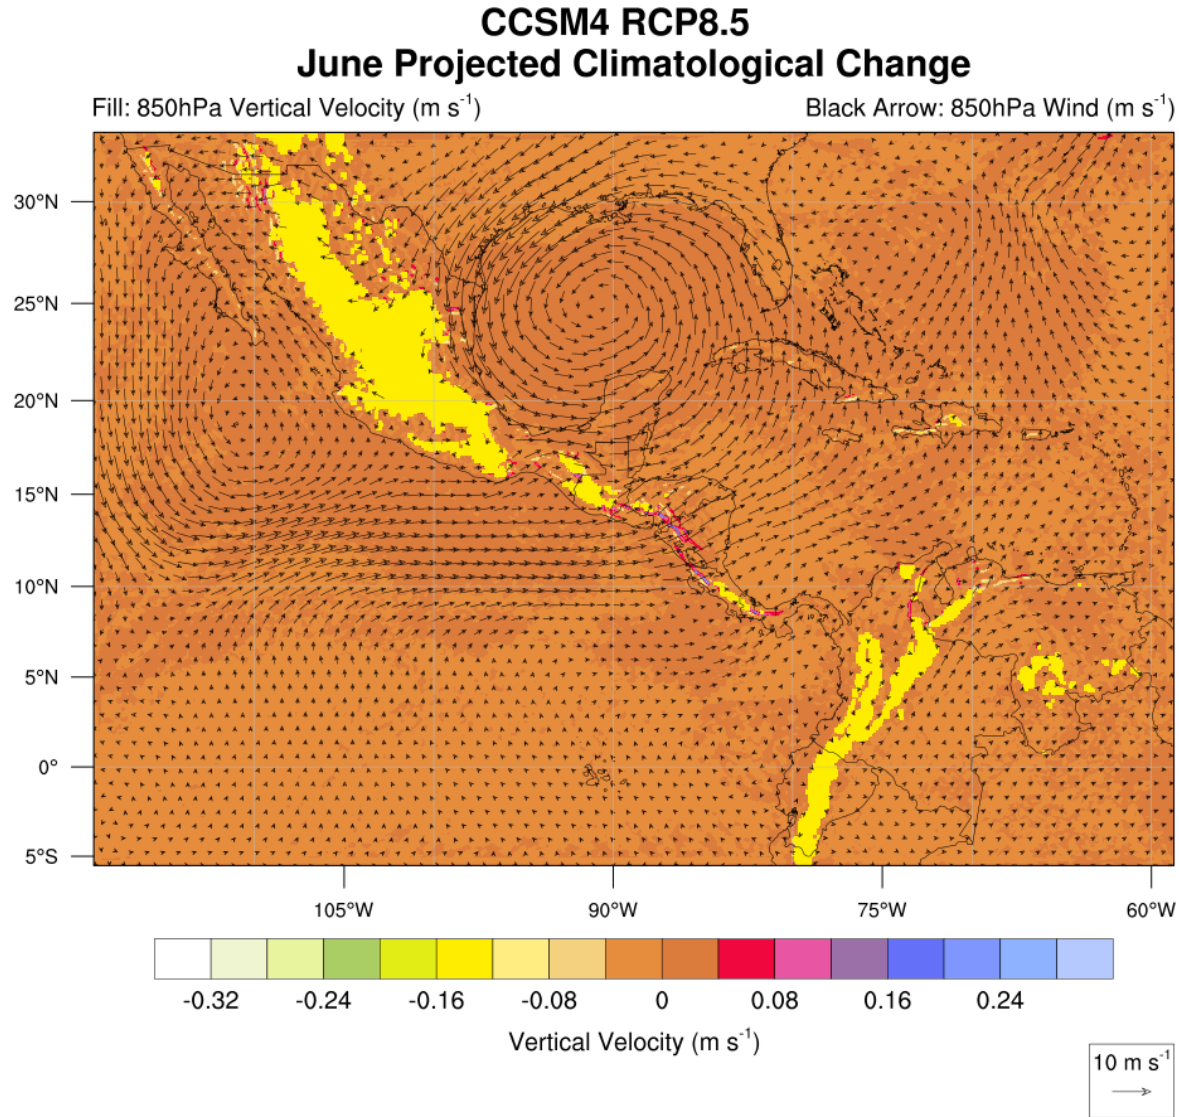 CCSM4 RCP8.5
June Projected Climatological Change
Fill: 850hPa Vertical Velocity (m s⁻¹) Black Arrow: 850hPa Wind (m s⁻¹)
30°N
25°N
20°N
15°N
10°N
5°N
0°
5°S
105°W 90°W 75°W 60°W
-0.32 -0.24 -0.16 -0.08 0 0.08 0.16 0.24
Vertical Velocity (m s⁻¹)
10 m s⁻¹